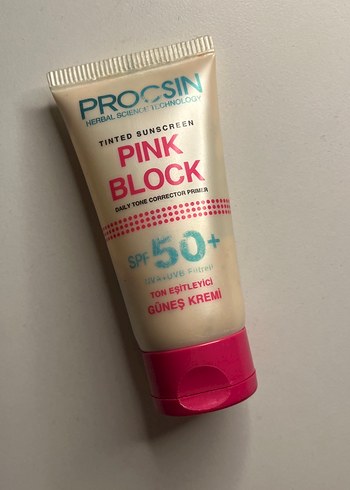 PROCSIN
HERBAL SCIENCE TECHNOLOGY
TINTED SUNSCREEN
PINK
BLOCK
DAILY TONE CORRECTOR PRIMER
SPF 50+
UVA+UVB Filtre
TON EŞİTLEYİCİ
GÜNEŞ KREMİ